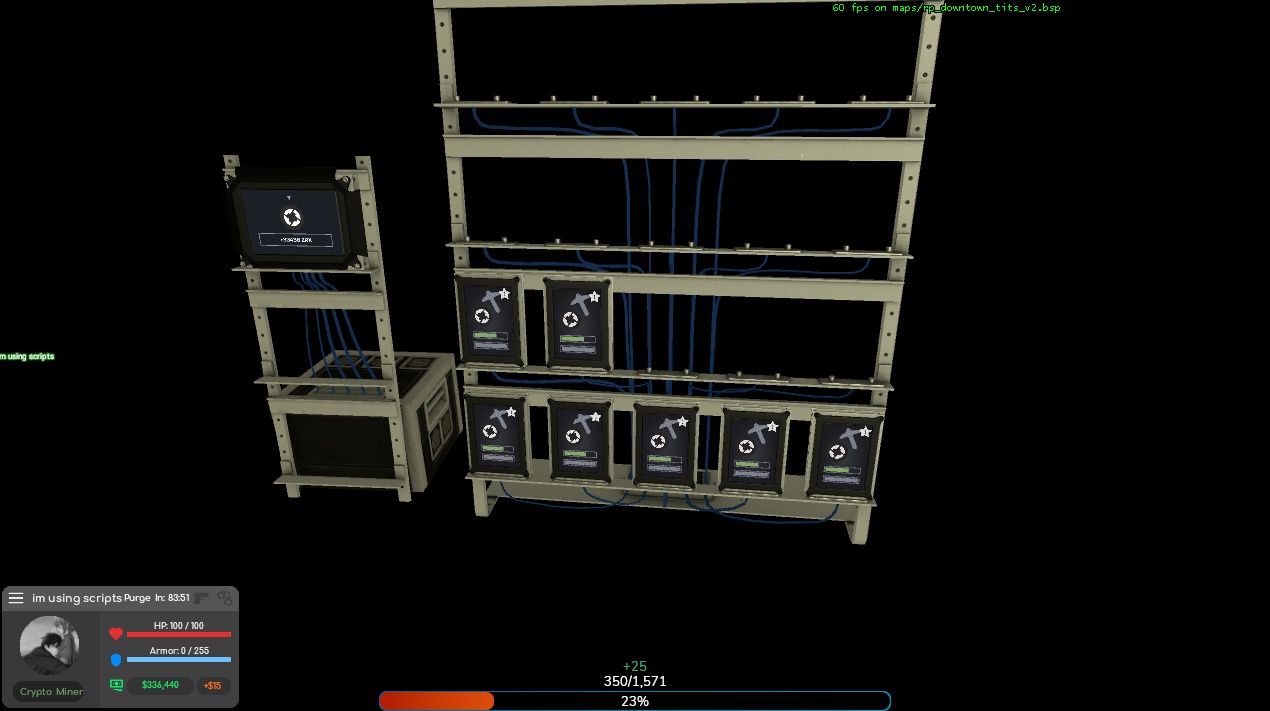 60 fps on maps/rp_downtown_tits_v2.bsp
im using scripts
im using scripts Purge In: 83:51
HP: 100 / 100
Armor: 0 / 255
$336,440 +$15
Crypto Miner
+25
350/1,571
23%